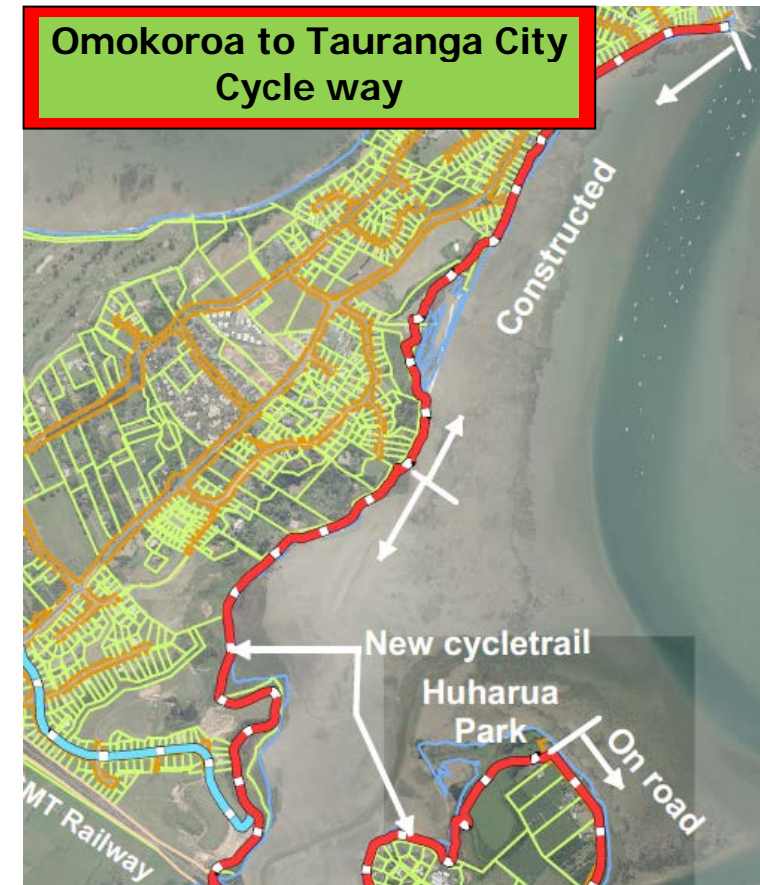 Omokoroa to Tauranga City
Cycle way
Constructed
New cycletrail
Huharua
Park
On road
MT Railway